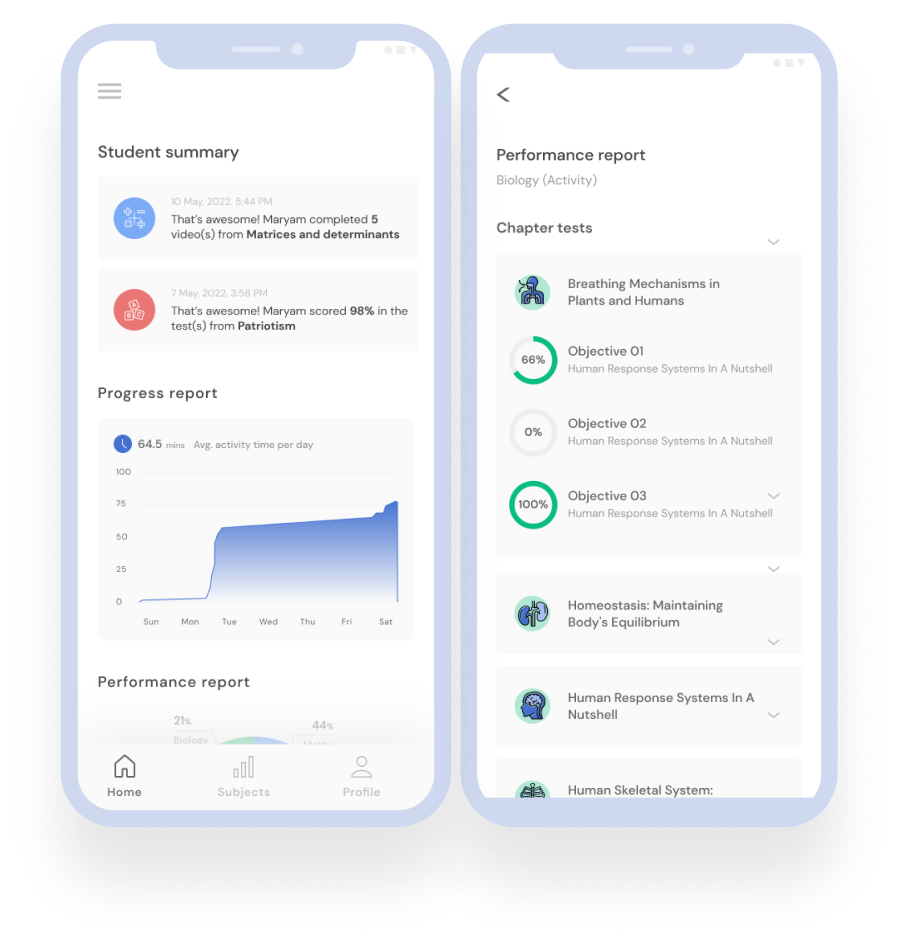 Student summary
10 May, 2022. 5:44 PM
That's awesome! Maryam completed 5
video(s) from Matrices and determinants
7 May, 2022. 3:58 PM
That's awesome! Maryam scored 98% in the
test(s) from Patriotism
A
B C
Progress report
64.5 mins Avg. activity time per day
100
75
50
25
0
Sun Mon Tue Wed Thu Fri Sat
Performance report
21%
Biology
44%
Home Subjects Profile
Performance report
Biology (Activity)
Chapter tests
Breathing Mechanisms in
Plants and Humans
66%
Objective 01
Human Response Systems In A Nutshell
0%
Objective 02
Human Response Systems In A Nutshell
100%
Objective 03
Human Response Systems In A Nutshell
Homeostasis: Maintaining
Body's Equilibrium
Human Response Systems In A
Nutshell
Human Skeletal System: